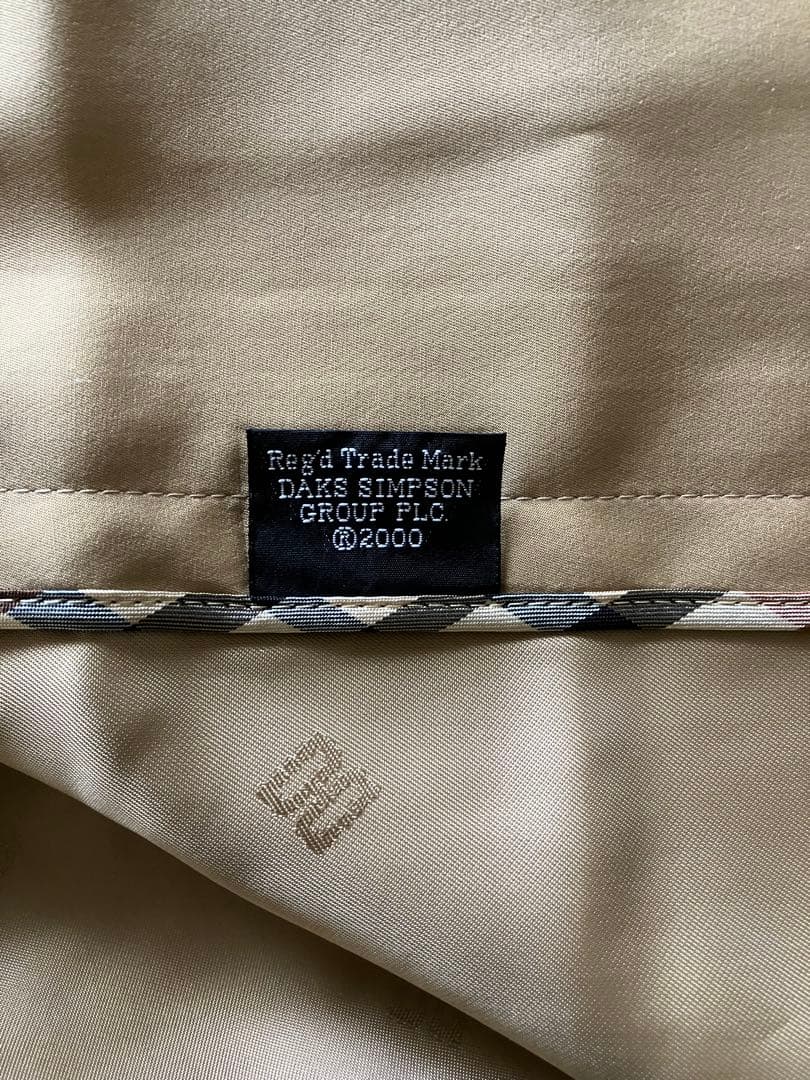 Reg'd Trade Mark
DAKS SIMPSON
GROUP PLC.
®2000